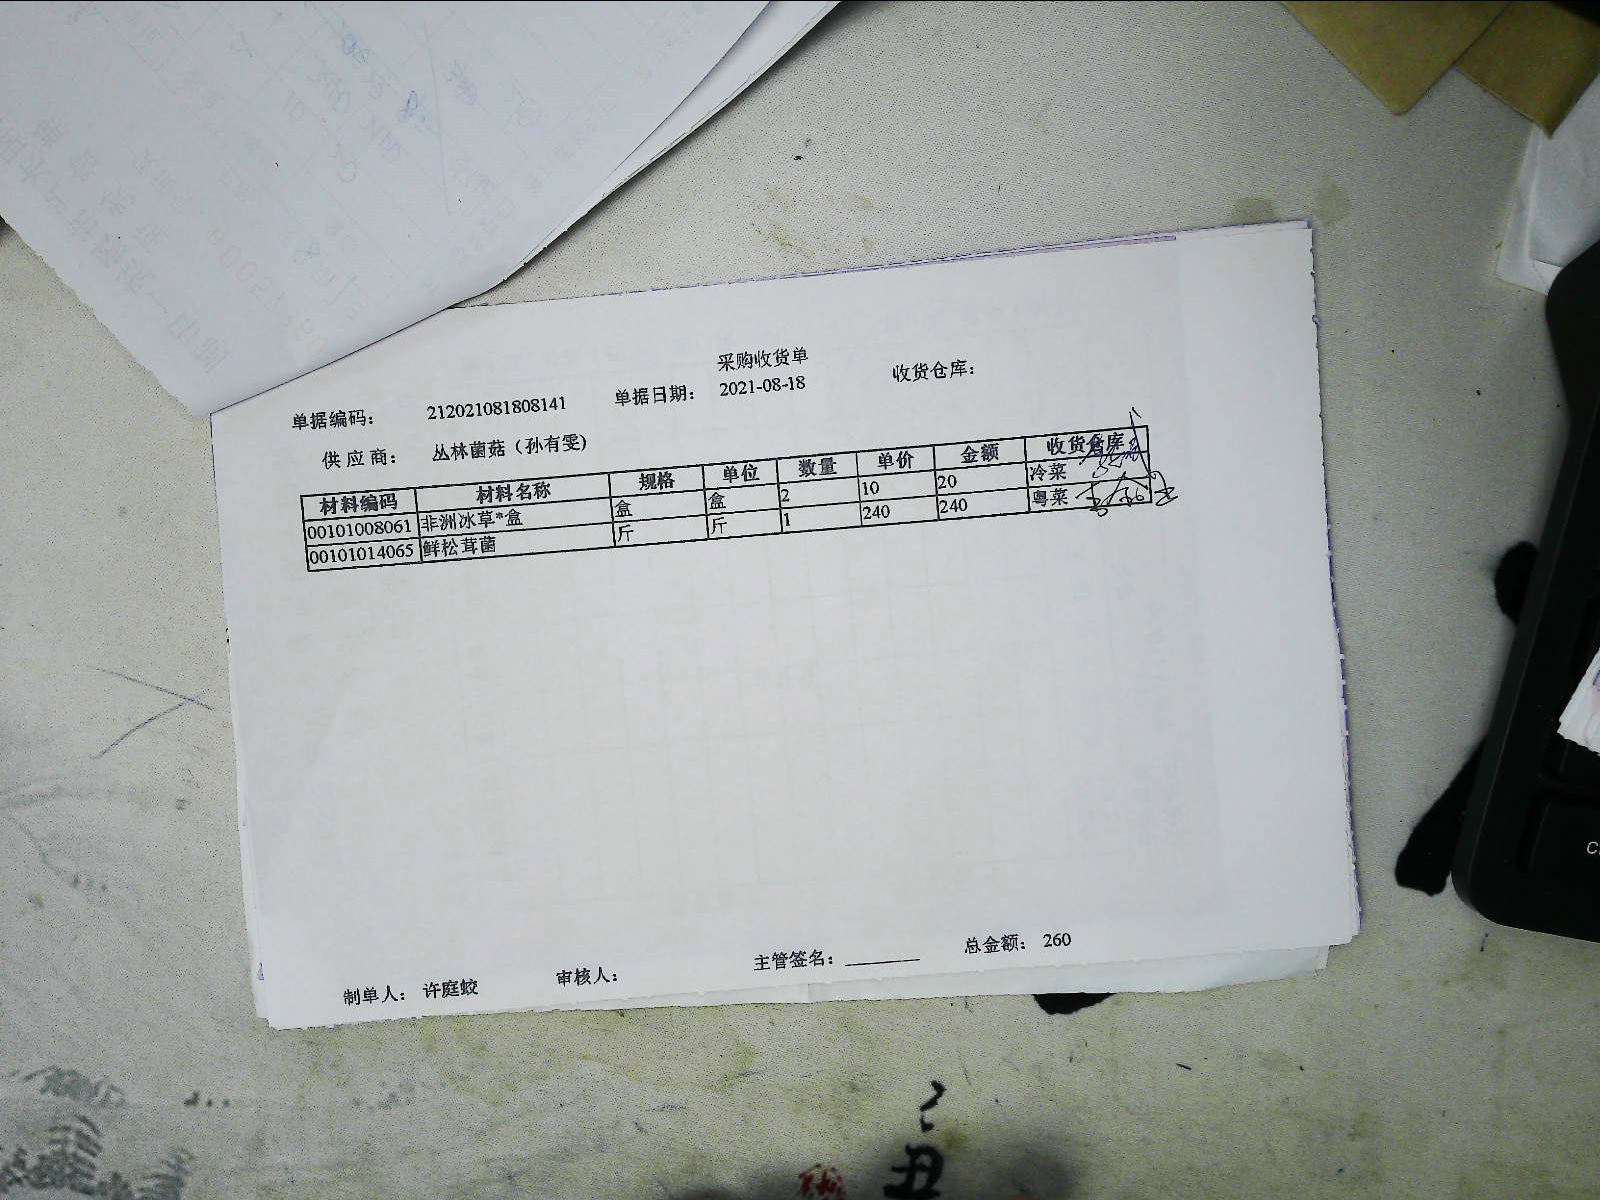 采购收货单
单据编码： 212021081808141 单据日期： 2021-08-18 收货仓库：
供应商： 丛林菌菇（孙有雯)
材料编码 材料名称 规格 单位 数量 单价 金额 收货仓库
00101008061 非洲冰草*盒 盒 盒 2 10 20 冷菜
00101014065 鲜松茸菌 斤 斤 1 240 240 粤菜
制单人： 许庭蛟 审核人： 主管签名： 总金额： 260
丑